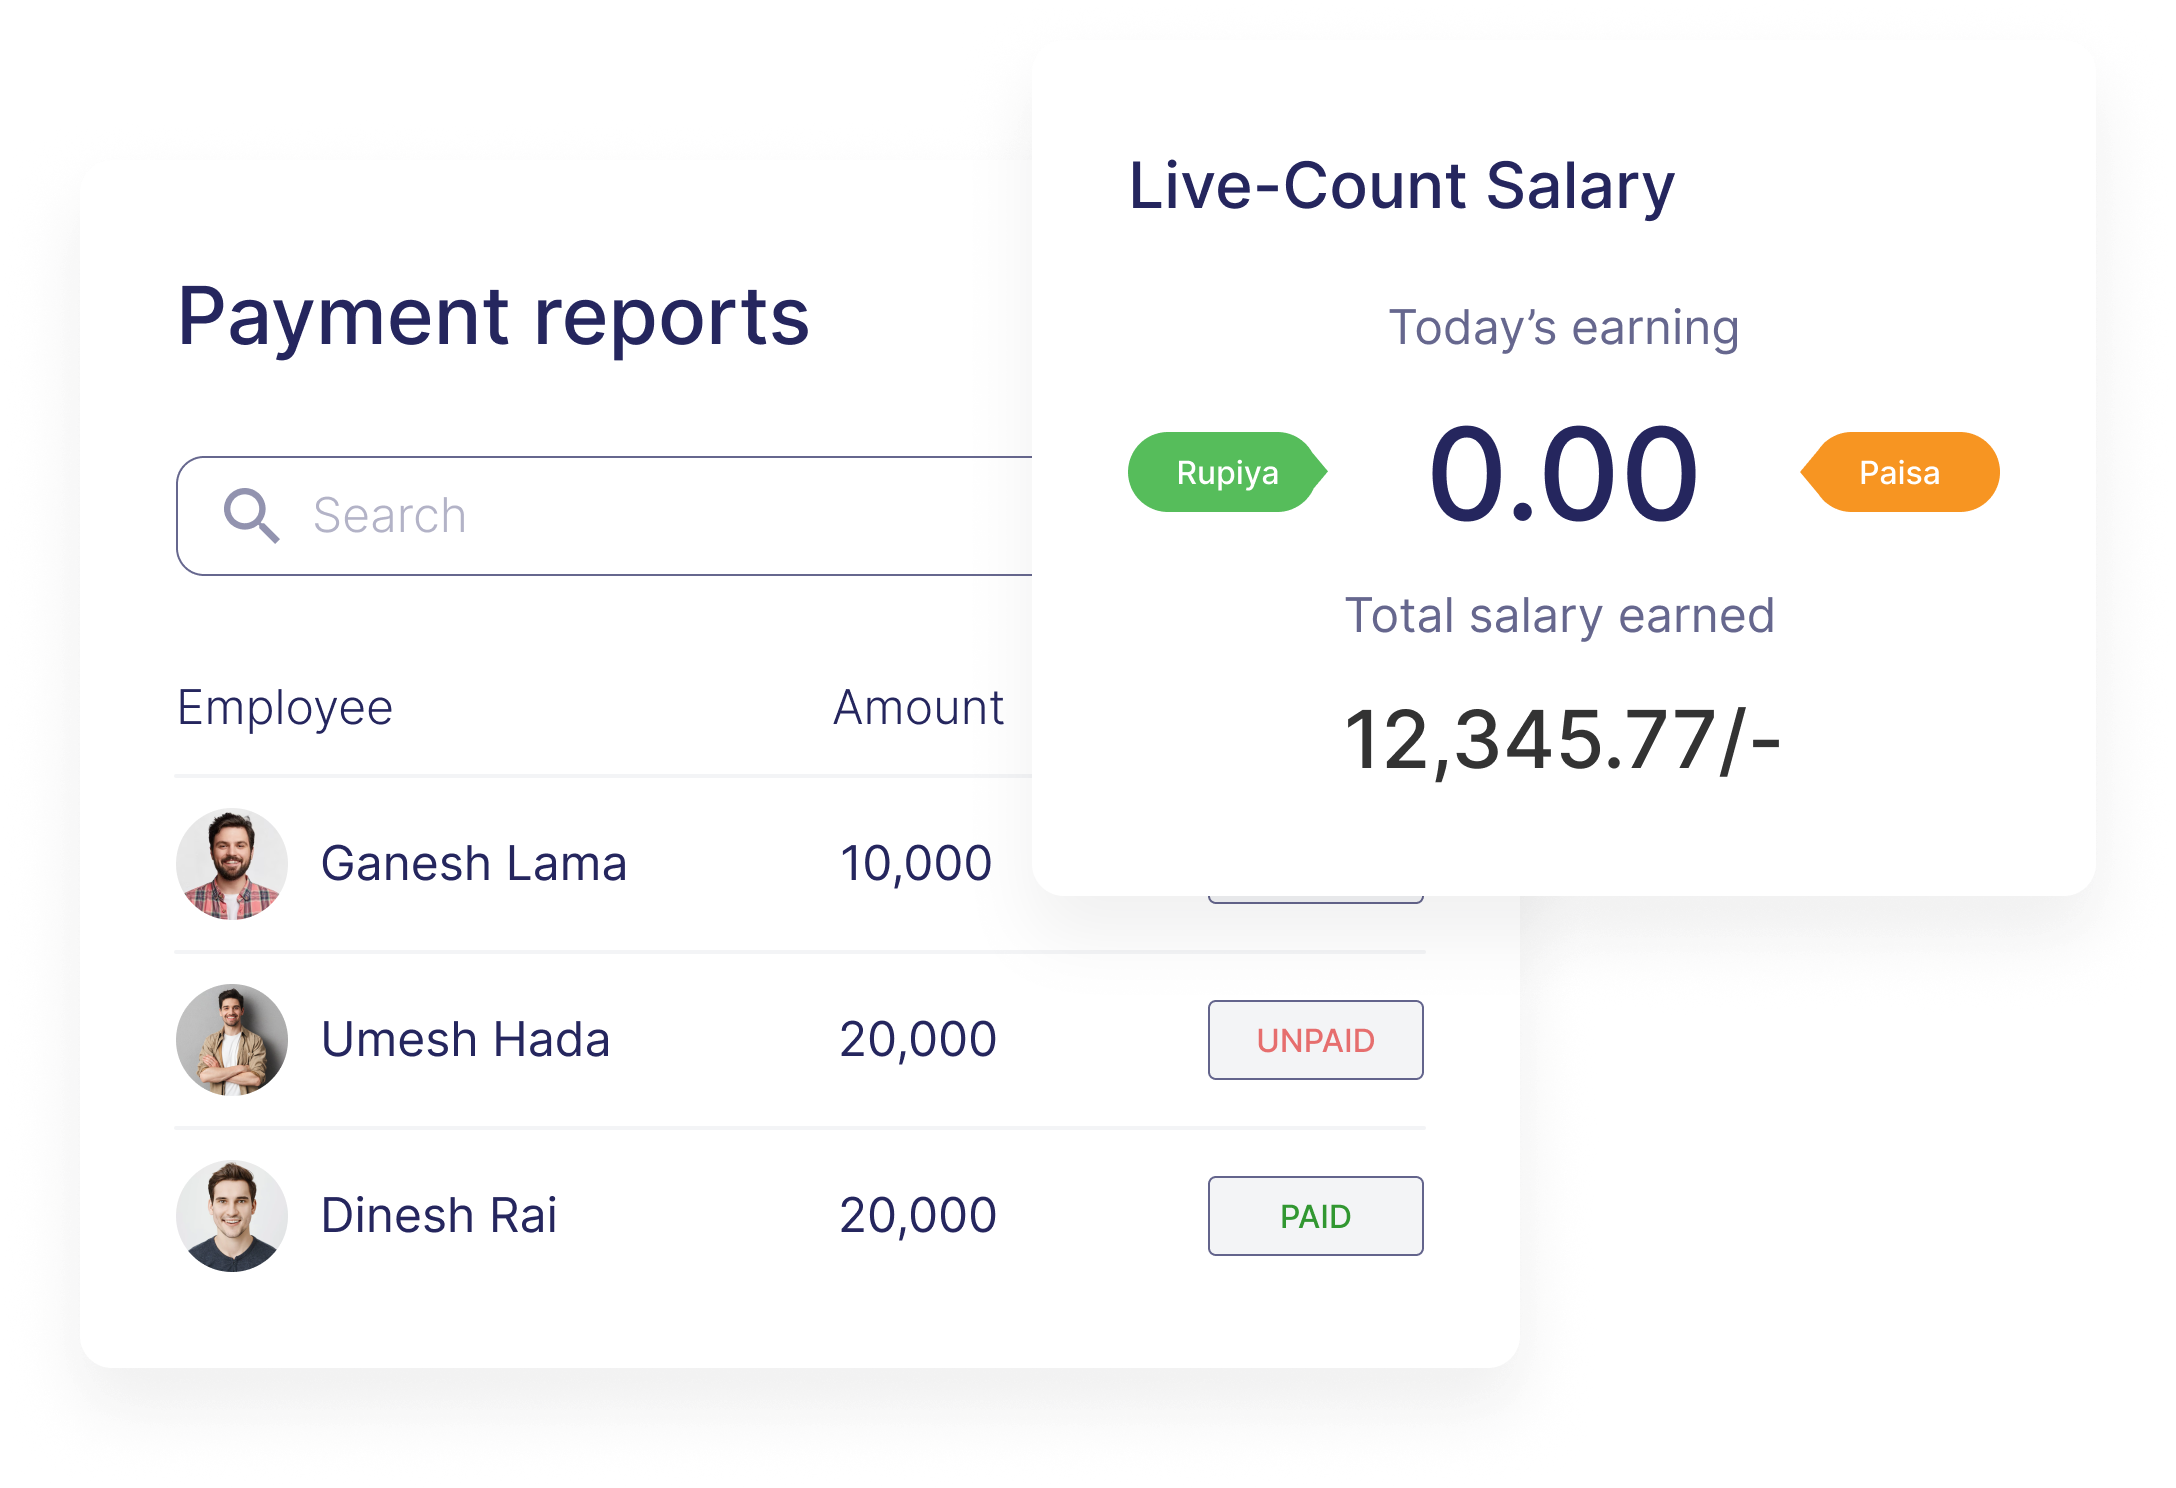 Live-Count Salary
Today’s earning
Rupiya 0.00 Paisa
Total salary earned
12,345.77/-
Payment reports
Search
Employee Amount
Ganesh Lama 10,000
Umesh Hada 20,000 UNPAID
Dinesh Rai 20,000 PAID